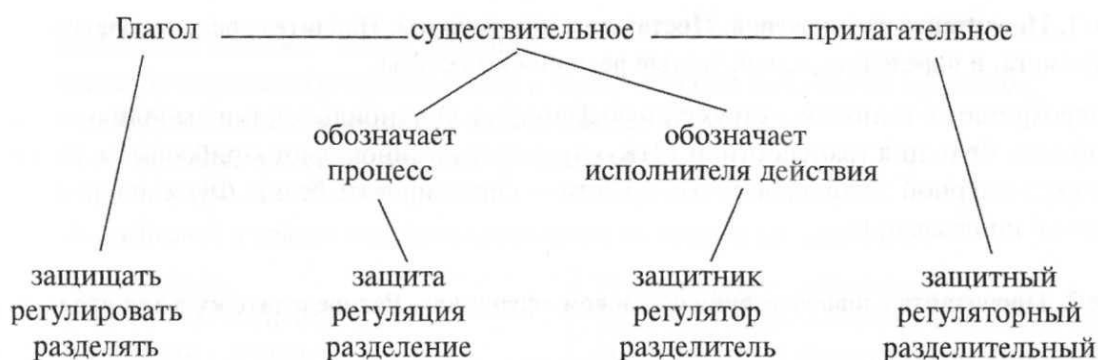 Глагол существительное прилагательное
обозначает обозначает
процесс исполнителя действия
защищать защита защитник защитный
регулировать регуляция регулятор регуляторный
разделять разделение разделитель разделительный